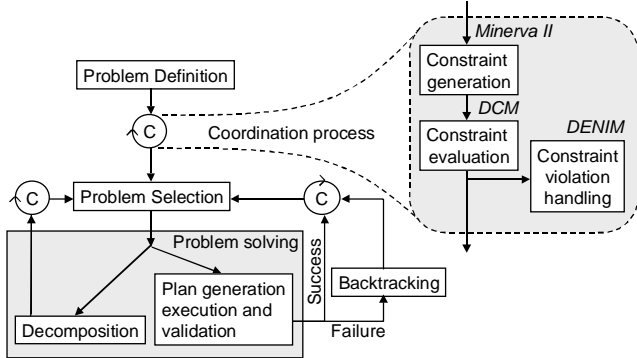 Minerva II
Constraint
generation
DCM
Constraint
evaluation
DENIM
Constraint
violation
handling
Problem Definition
C
Coordination process
C
Problem Selection
C
Problem solving
Success
Backtracking
Plan generation
execution and
validation
Decomposition
Failure